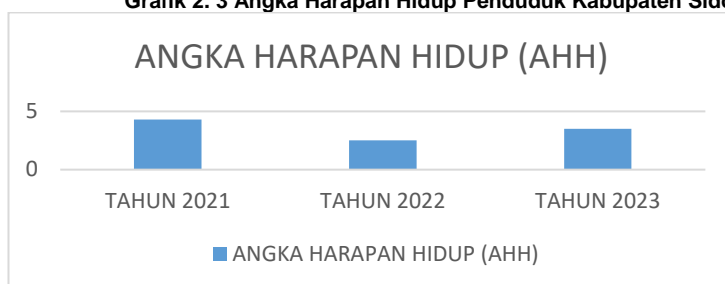 Grafik 2. 3 Angka Harapan Hidup Penduduk Kabupaten
ANGKA HARAPAN HIDUP (AHH)
5
0
TAHUN 2021 TAHUN 2022 TAHUN 2023
ANGKA HARAPAN HIDUP (AHH)